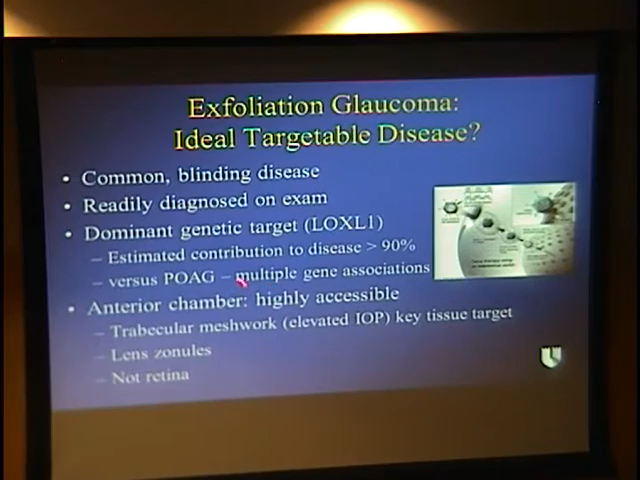 Exfoliation Glaucoma:
Ideal Targetable Disease?
• Common, blinding disease
• Readily diagnosed on exam
• Dominant genetic target (LOXL1)
– Estimated contribution to disease > 90%
– versus POAG – multiple gene associations
• Anterior chamber: highly accessible
– Trabecular meshwork (elevated IOP) key tissue target
– Lens zonules
– Not retina